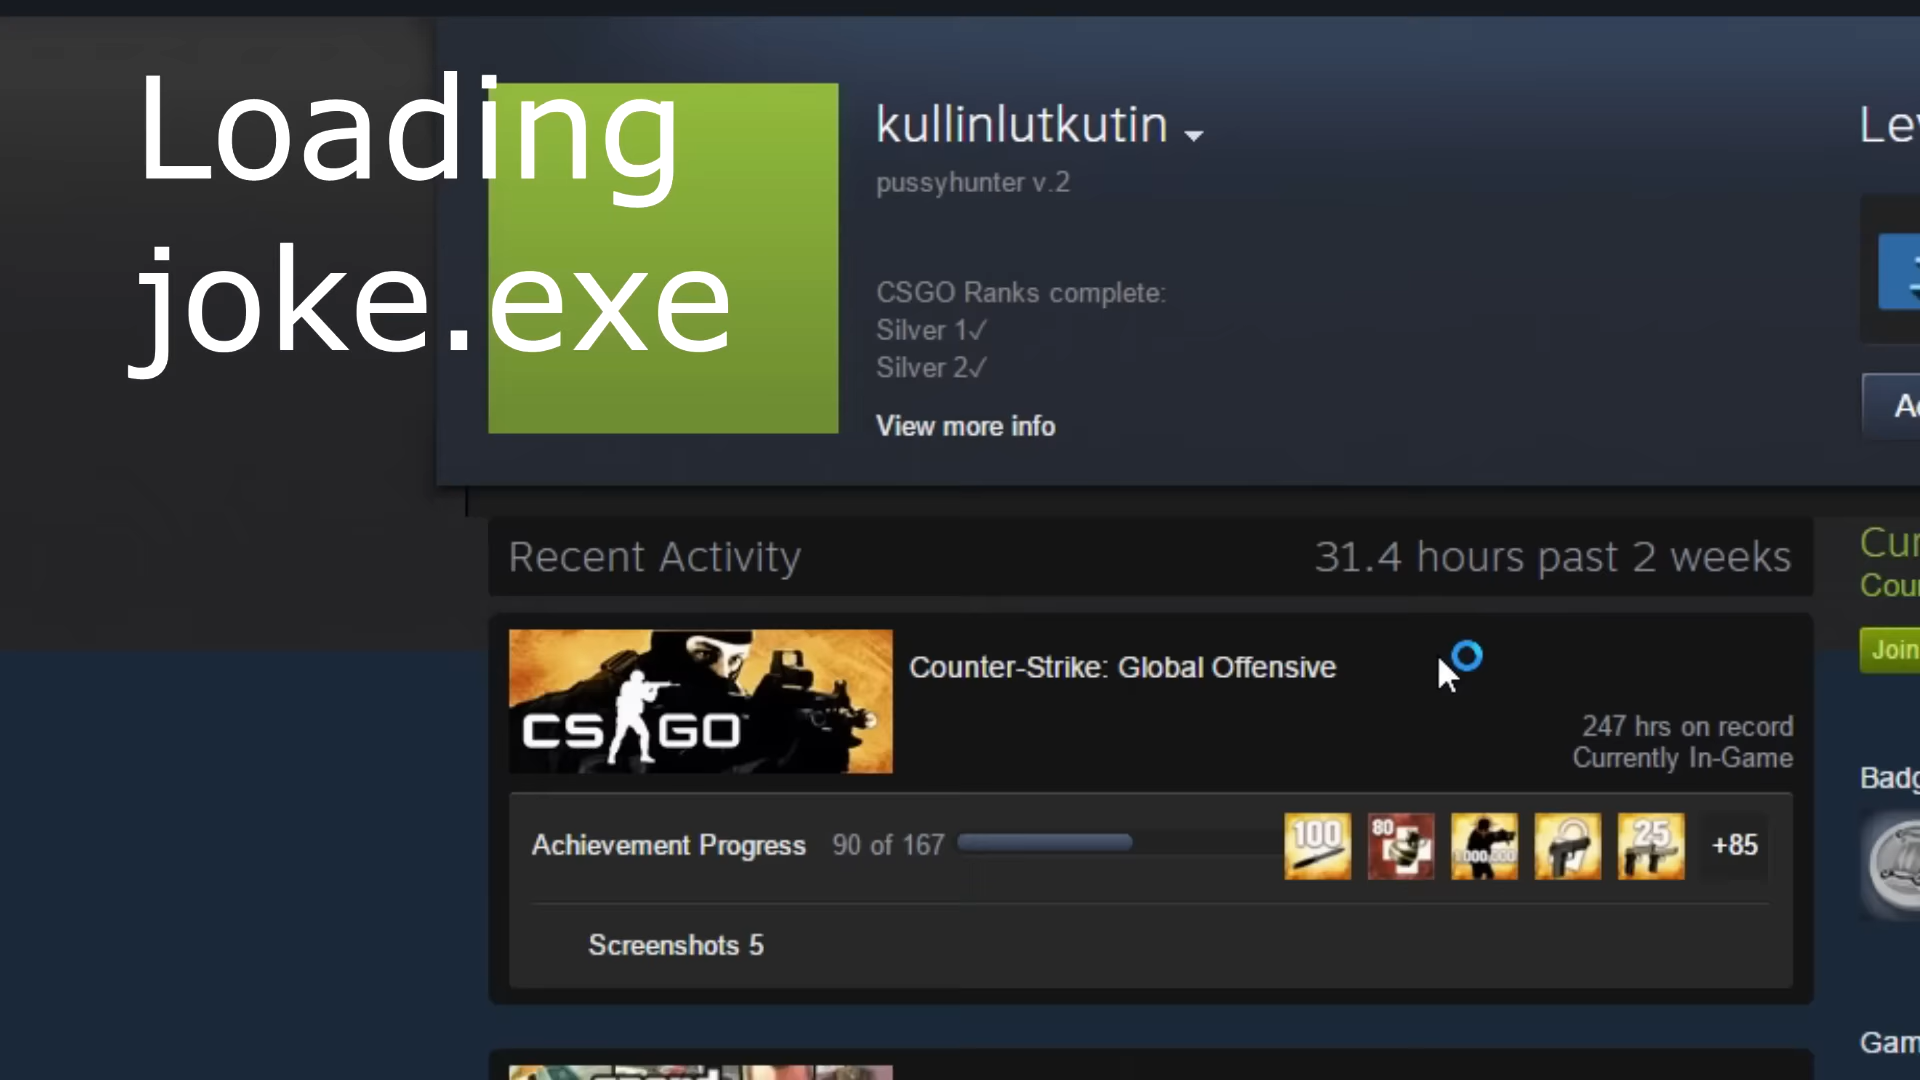 Loading
joke.exe
kullinlutkutin
pussyhunter v.2
CSGO Ranks complete:
Silver 1✓
Silver 2✓
View more info
Recent Activity
31.4 hours past 2 weeks
Counter-Strike: Global Offensive
CS GO
247 hrs on record
Currently In-Game
Join
Achievement Progress 90 of 167
100
80
25
+85
Screenshots 5